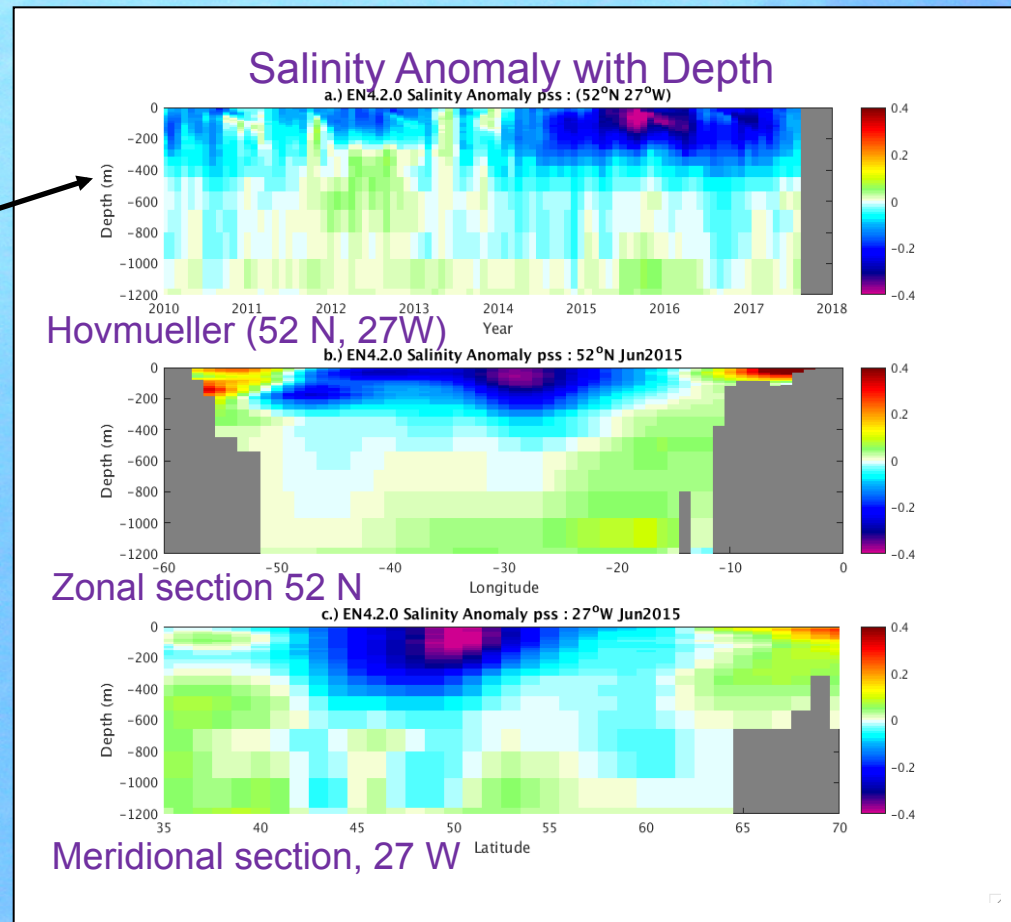 Salinity Anomaly with Depth
a.) EN4.2.0 Salinity Anomaly pss : (52°N 27°W)
0
−200
−400
−600
−800
−1000
−1200
Depth (m)
2010 2011 2012 2013 2014 2015 2016 2017 2018
Year
0.4
0.2
0
−0.2
−0.4
Hovmueller (52 N, 27W)
b.) EN4.2.0 Salinity Anomaly pss : 52°N Jun2015
0
−200
−400
−600
−800
−1000
−1200
Depth (m)
−60 −50 −40 −30 −20 −10 0
Longitude
0.4
0.2
0
−0.2
−0.4
Zonal section 52 N
c.) EN4.2.0 Salinity Anomaly pss : 27°W Jun2015
0
−200
−400
−600
−800
−1000
−1200
Depth (m)
35 40 45 50 55 60 65 70
Latitude
0.4
0.2
0
−0.2
−0.4
Meridional section, 27 W